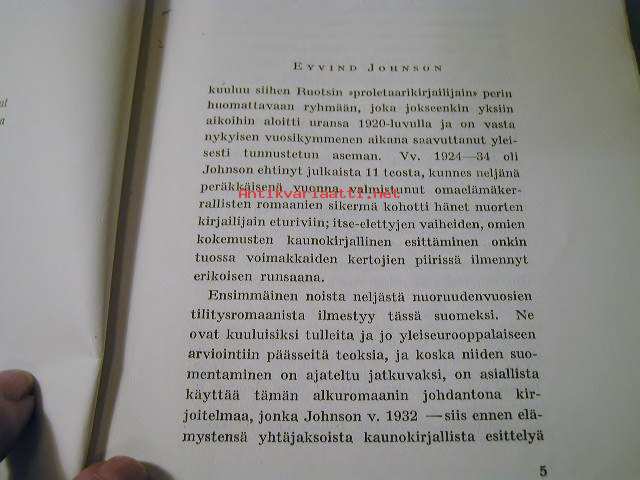 EYVIND JOHNSON
kuuluu siihen Ruotsin »proletaarikirjailijain» perin
huomattavaan ryhmään, joka jokseenkin yksiin
aikoihin aloitti uransa 1920-luvulla ja on vasta
nykyisen vuosikymmenen aikana saavuttanut ylei-
sesti tunnustetun aseman. Vv. 1924—34 oli
Johnson ehtinyt julkaista 11 teosta, kunnes neljänä
peräkkäisenä vuonna valmistunut omaelämäker-
Antikvariaatti.net
rallisten romaanien sikermä kohotti hänet nuorten
kirjailijain eturiviin; itse-elettyjen vaiheiden, omien
kokemusten kaunokirjallinen esittäminen onkin
tuossa voimakkaiden kertojien piirissä ilmennyt
erikoisen runsaana.
Ensimmäinen noista neljästä nuoruudenvuosien
tilitysromaanista ilmestyy tässä suomeksi. Ne
ovat kuuluisiksi tulleita ja jo yleiseurooppalaiseen
arviointiin päässeitä teoksia, ja koska niiden suo-
mentaminen on ajateltu jatkuvaksi, on asiallista
käyttää tämän alkuromaanin johdantona kir-
joitelmaa, jonka Johnson v. 1932 —siis ennen elä-
mystensä yhtäjaksoista kaunokirjallista esittelyä
5